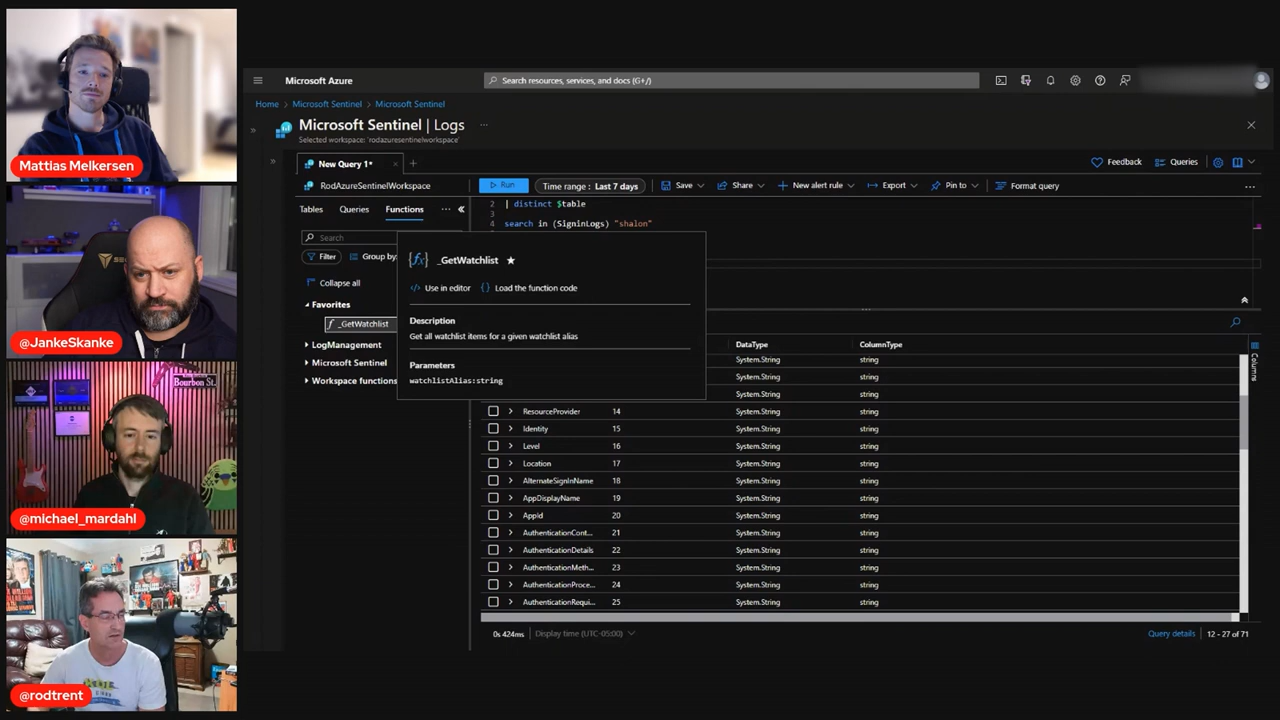 Mattias Melkersen
@JankeSkanke
Bourbon St.
@michael_mardahl
@rodtrent
Microsoft Azure
Search resources, services, and docs (G+/)
Home > Microsoft Sentinel > Microsoft Sentinel
Microsoft Sentinel | Logs ...
Selected workspace: 'rodazuresentinelworkspace'
New Query 1*
Feedback
Queries
RodAzureSentinelWorkspace
Run
Time range : Last 7 days
Save
Share
New alert rule
Export
Pin to
Format query
Tables
Queries
Functions
2 | distinct $table
3
4 search in (SigninLogs) "shalon"
Search
Filter
Group by:
Collapse all
Favorites
_GetWatchlist
LogManagement
Microsoft Sentinel
Workspace functions
_GetWatchlist ★
Use in editor
Load the function code
Description
Get all watchlist items for a given watchlist alias
Parameters
watchlistAlias:string
DataType ColumnType
System.String string
System.String string
System.String string
ResourceProvider 14 System.String string
Identity 15 System.String string
Level 16 System.String string
Location 17 System.String string
AlternateSignInName 18 System.String string
AppDisplayName 19 System.String string
AppId 20 System.String string
AuthenticationCont... 21 System.String string
AuthenticationDetails 22 System.String string
AuthenticationMeth... 23 System.String string
AuthenticationProce... 24 System.String string
AuthenticationRequi... 25 System.String string
Columns
0s 424ms
Display time (UTC-05:00)
Query details
12 - 27 of 71